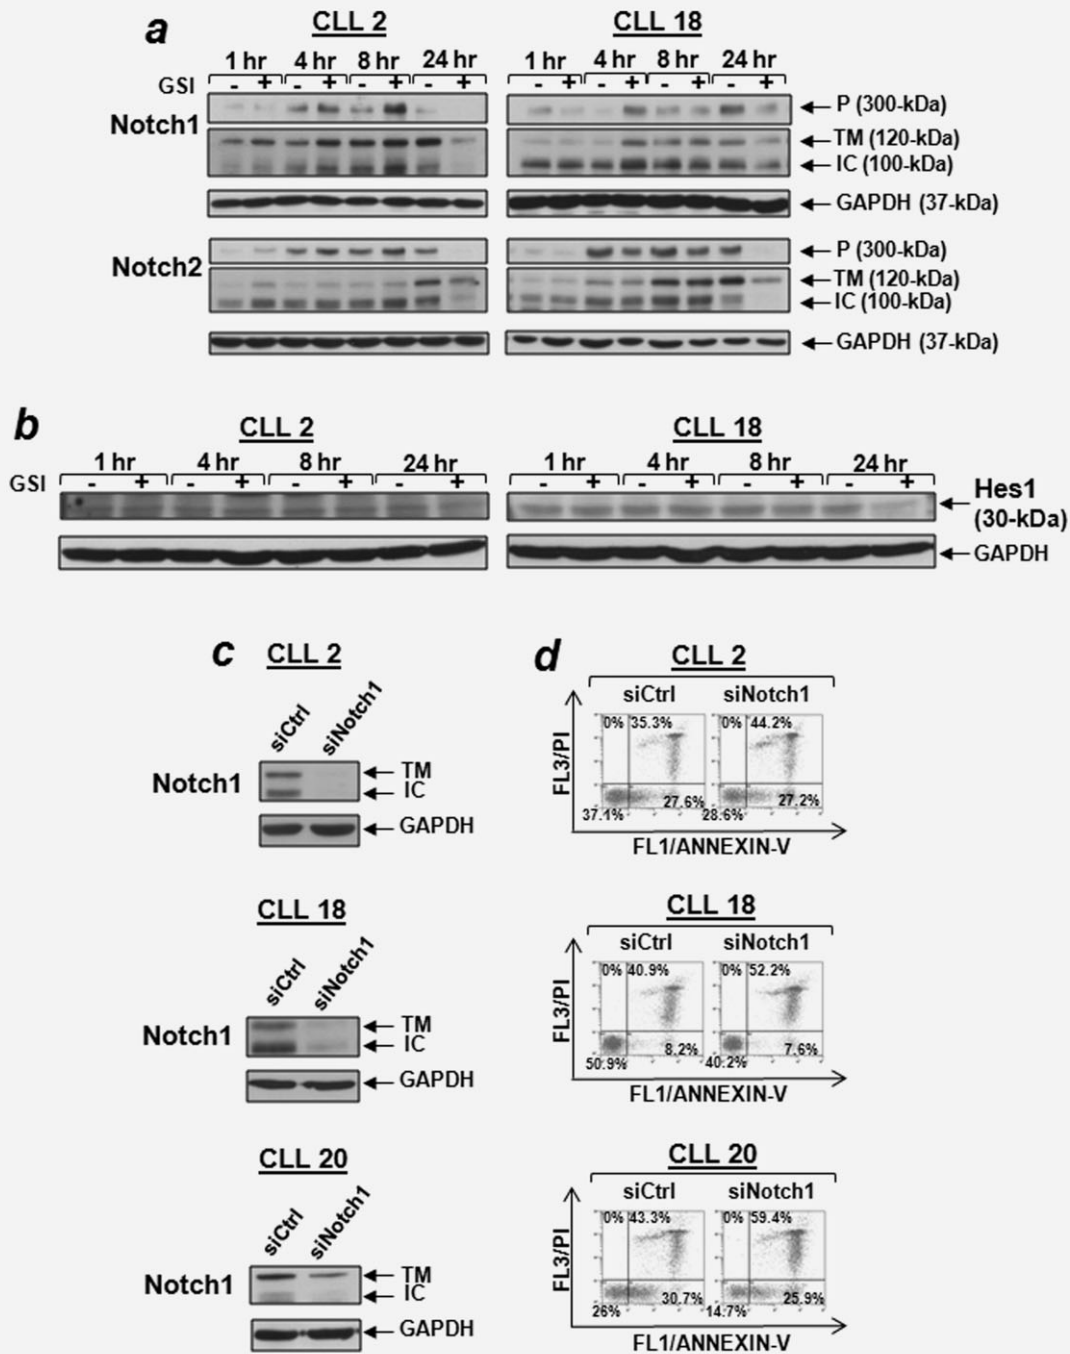 a
CLL 2
CLL 18
1 hr 4 hr 8 hr 24 hr
1 hr 4 hr 8 hr 24 hr
GSI - + - + - + - +
- + - + - + - +
Notch1
P (300-kDa)
TM (120-kDa)
IC (100-kDa)
GAPDH (37-kDa)
Notch2
P (300-kDa)
TM (120-kDa)
IC (100-kDa)
GAPDH (37-kDa)
b
CLL 2
CLL 18
1 hr 4 hr 8 hr 24 hr
1 hr 4 hr 8 hr 24 hr
GSI - + - + - + - +
- + - + - + - +
Hes1
(30-kDa)
GAPDH
c
CLL 2
siCtrl
siNotch1
Notch1
TM
IC
GAPDH
CLL 18
siCtrl
siNotch1
Notch1
TM
IC
GAPDH
CLL 20
siCtrl
siNotch1
Notch1
TM
IC
GAPDH
d
CLL 2
siCtrl siNotch1
FL3/PI
0% 35.3% 0% 44.2%
27.6% 27.2%
37.1% 28.6%
FL1/ANNEXIN-V
CLL 18
siCtrl siNotch1
FL3/PI
0% 40.9% 0% 52.2%
8.2% 7.6%
50.9% 40.2%
FL1/ANNEXIN-V
CLL 20
siCtrl siNotch1
FL3/PI
0% 43.3% 0% 59.4%
30.7% 25.9%
26% 14.7%
FL1/ANNEXIN-V